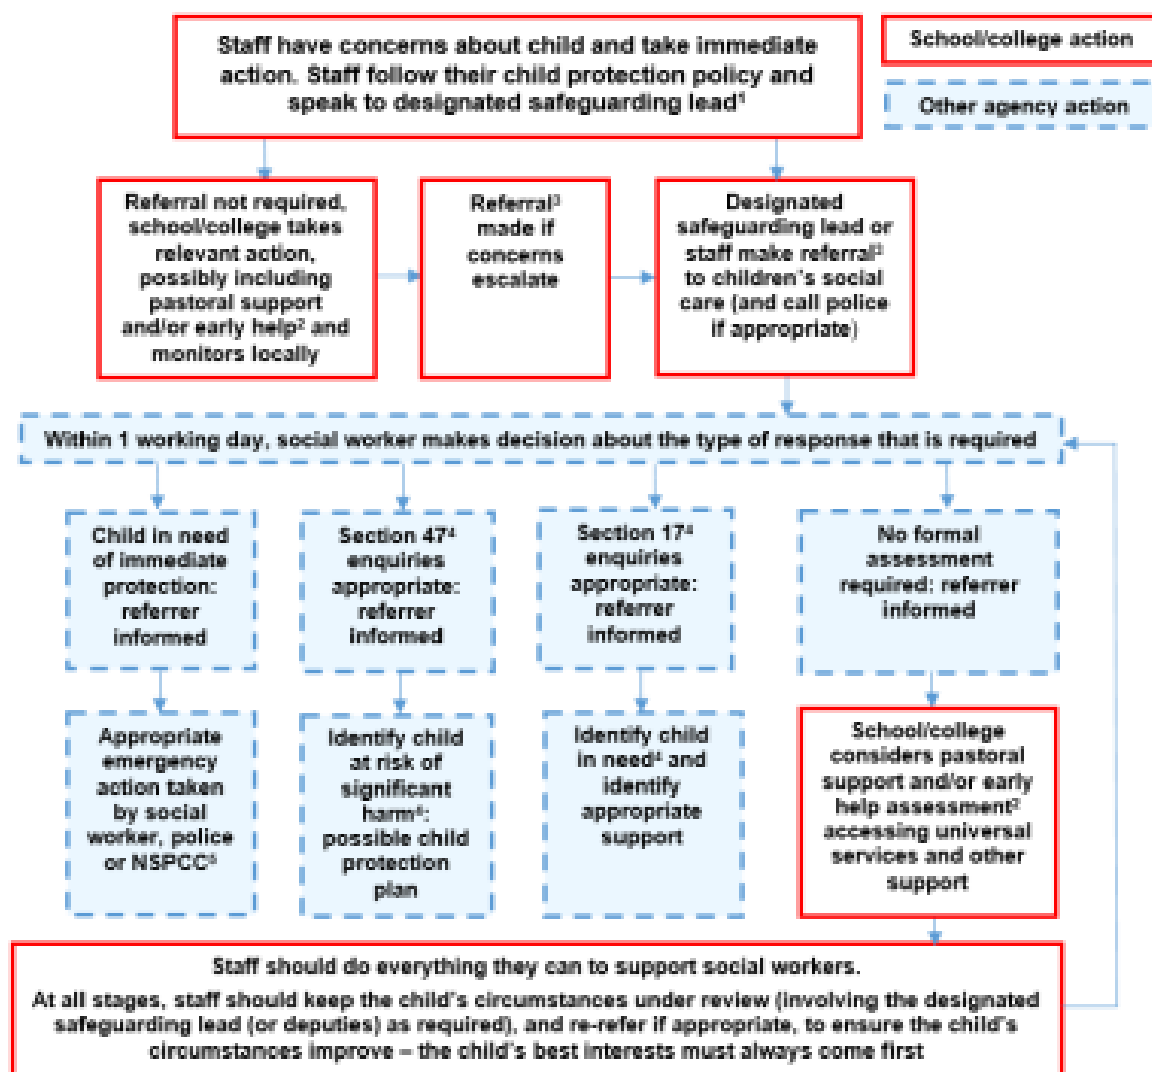 Staff have concerns about child and take immediate
action. Staff follow their child protection policy and
speak to designated safeguarding lead¹
School/college action
Other agency action
Referral not required,
school/college takes
relevant action,
possibly including
pastoral support
and/or early help² and
monitors locally
Referral³
made if
concerns
escalate
Designated
safeguarding lead or
staff make referral³
to children's social
care (and call police
if appropriate)
Within 1 working day, social worker makes decision about the type of response that is required
Child in need
of immediate
protection:
referrer
informed
Section 47⁴
enquiries
appropriate:
referrer
informed
Section 17⁴
enquiries
appropriate:
referrer
informed
No formal
assessment
required: referrer
informed
Appropriate
emergency
action taken
by social
worker, police
or NSPCC⁵
Identify child
at risk of
significant
harm⁴:
possible child
protection
plan
Identify child
in need⁴ and
identify
appropriate
support
School/college
considers pastoral
support and/or early
help assessment²
accessing universal
services and other
support
Staff should do everything they can to support social workers.
At all stages, staff should keep the child's circumstances under review (involving the designated
safeguarding lead (or deputies) as required), and re-refer if appropriate, to ensure the child's
circumstances improve – the child's best interests must always come first